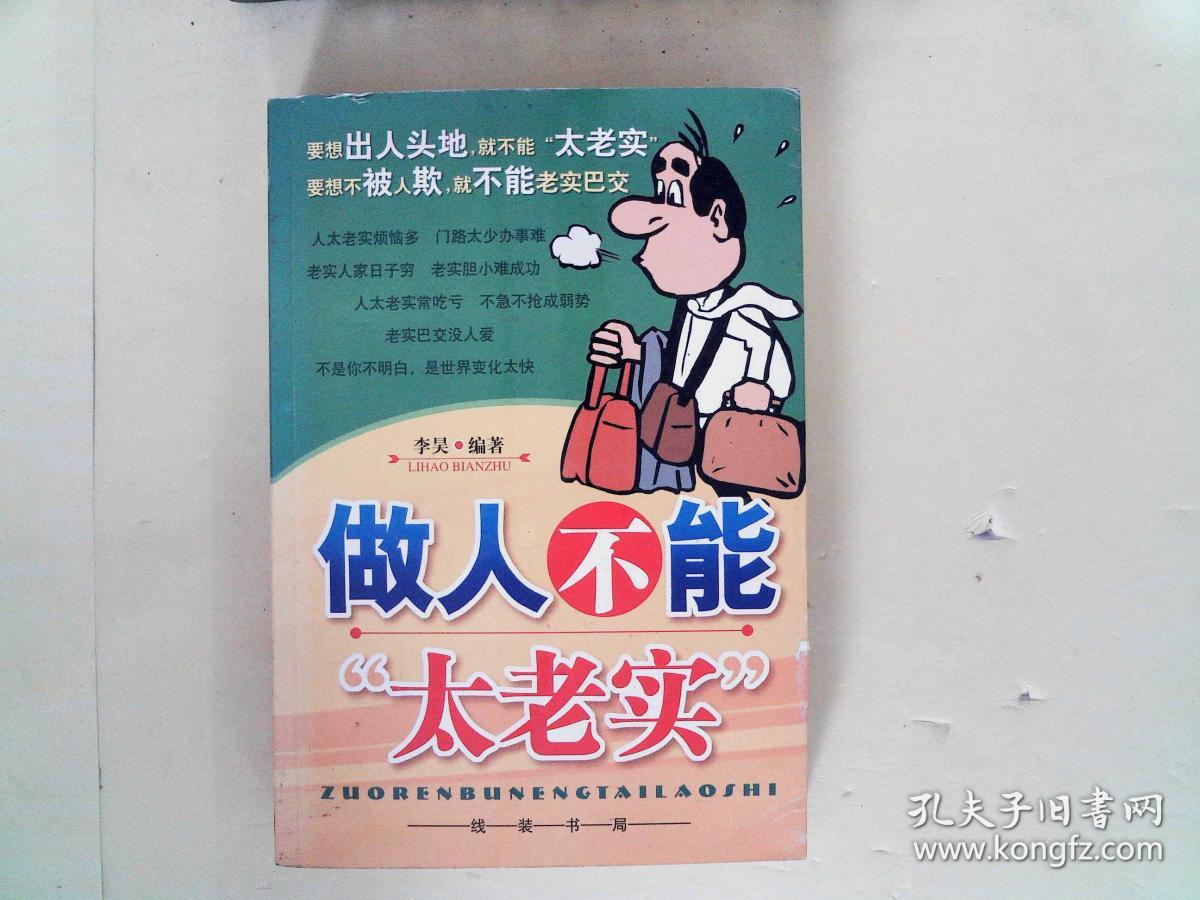 要想出人头地,就不能“太老实”
要想不被人欺,就不能老实巴交
人太老实烦恼多 门路太少办事难
老实人家日子穷 老实胆小难成功
人太老实常吃亏 不急不抢成弱势
老实巴交没人爱
不是你不明白，是世界变化太快
李昊•编著
LIHAO BIANZHU
做人不能
“太老实”
ZUORENBUNENGTAILAOSHI
线装书局
孔夫子旧书网
www.kongfz.com